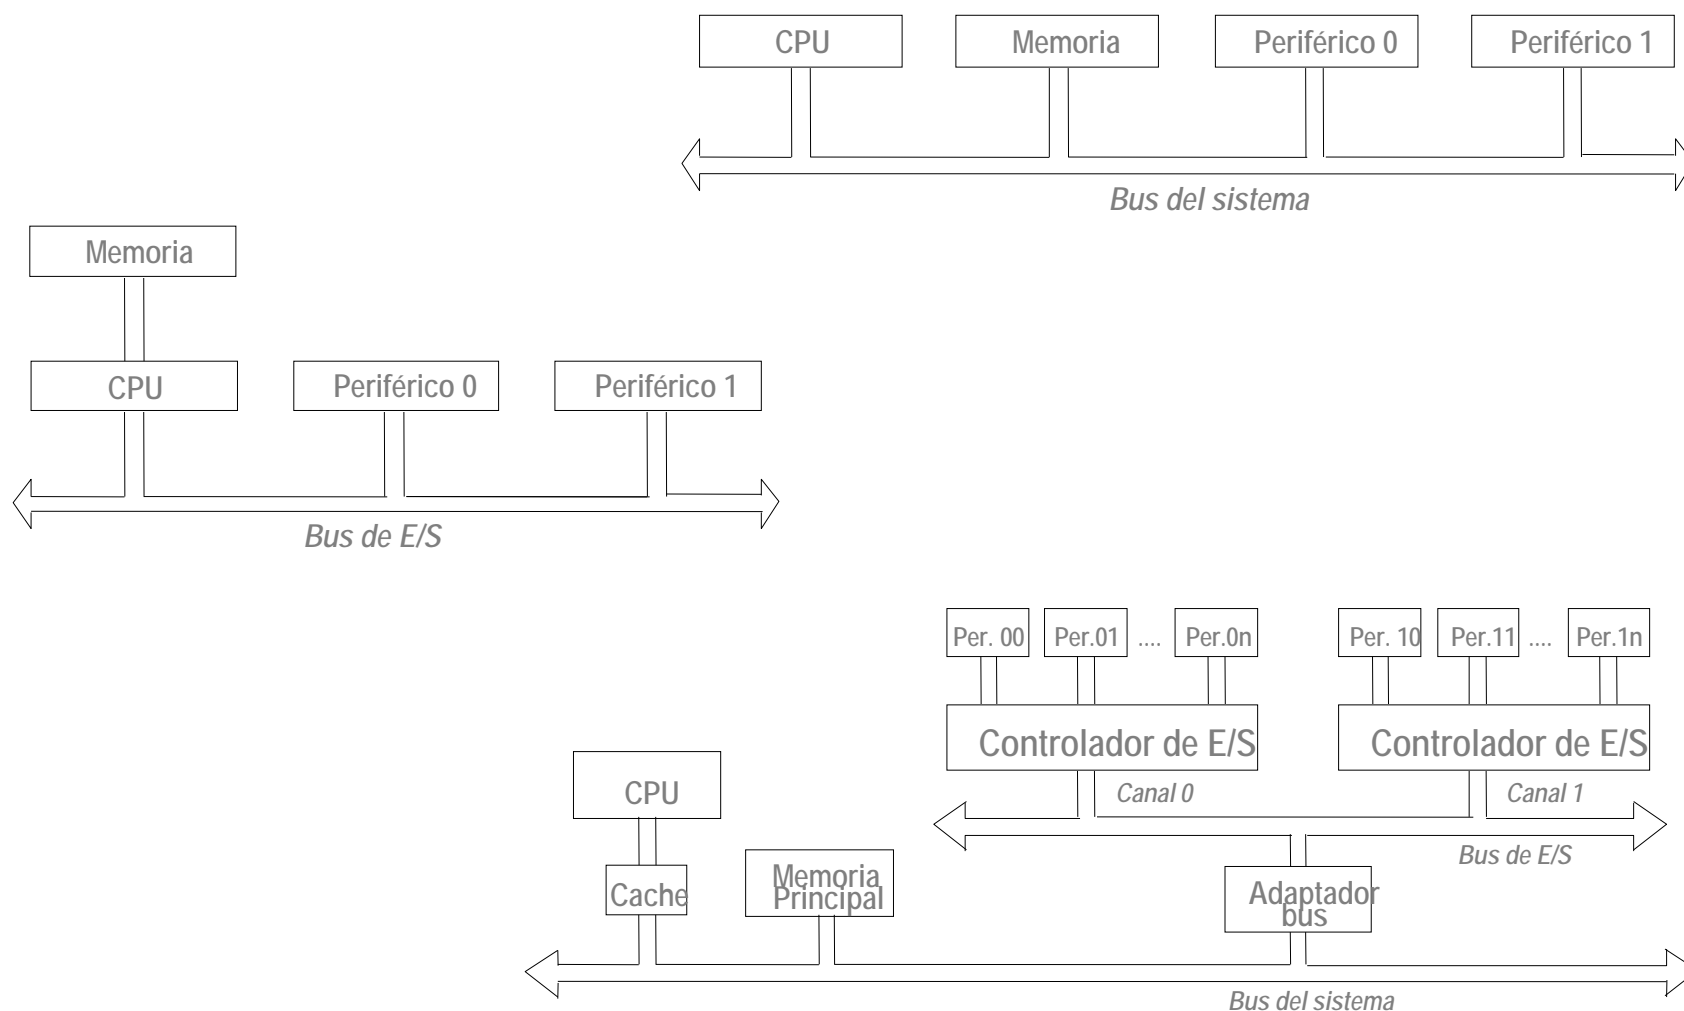 CPU
Memoria
Periférico 0
Periférico 1
Bus del sistema
Memoria
CPU
Periférico 0
Periférico 1
Bus de E/S
Per. 00
Per.01
....
Per.0n
Per. 10
Per.11
....
Per.1n
Controlador de E/S
Controlador de E/S
Canal 0
Canal 1
Bus de E/S
CPU
Cache
Memoria
Principal
Adaptador
bus
Bus del sistema